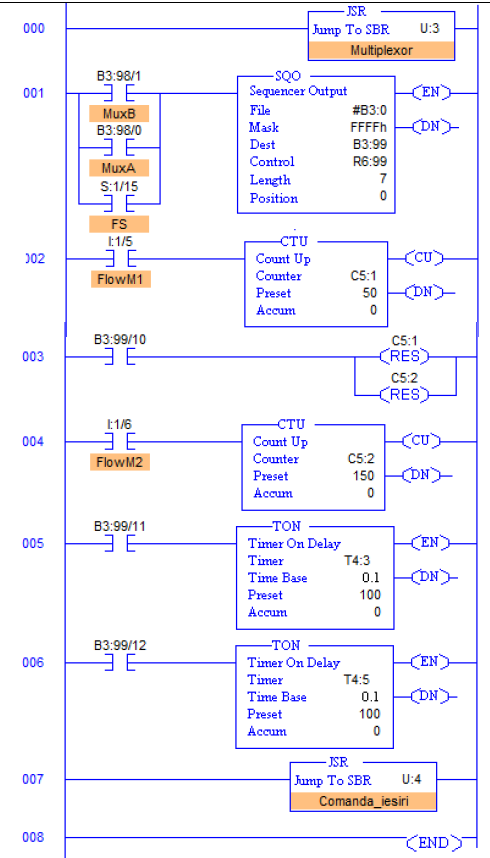 JSR
000 Jump To SBR U:3
Multiplexor
B3:98/1 SQO
001 Sequencer Output EN
MuxB File #B3:0
B3:98/0 Mask FFFFh DN
Dest B3:99
MuxA Control R6:99
S:1/15 Length 7
Position 0
FS
I:1/5 CTU
002 Count Up CU
FlowM1 Counter C5:1
Preset 50 DN
Accum 0
B3:99/10 C5:1
003 RES
C5:2
RES
I:1/6 CTU
004 Count Up CU
FlowM2 Counter C5:2
Preset 150 DN
Accum 0
B3:99/11 TON
005 Timer On Delay EN
Timer T4:3
Time Base 0.1 DN
Preset 100
Accum 0
B3:99/12 TON
006 Timer On Delay EN
Timer T4:5
Time Base 0.1 DN
Preset 100
Accum 0
JSR
007 Jump To SBR U:4
Comanda_iesiri
008 END